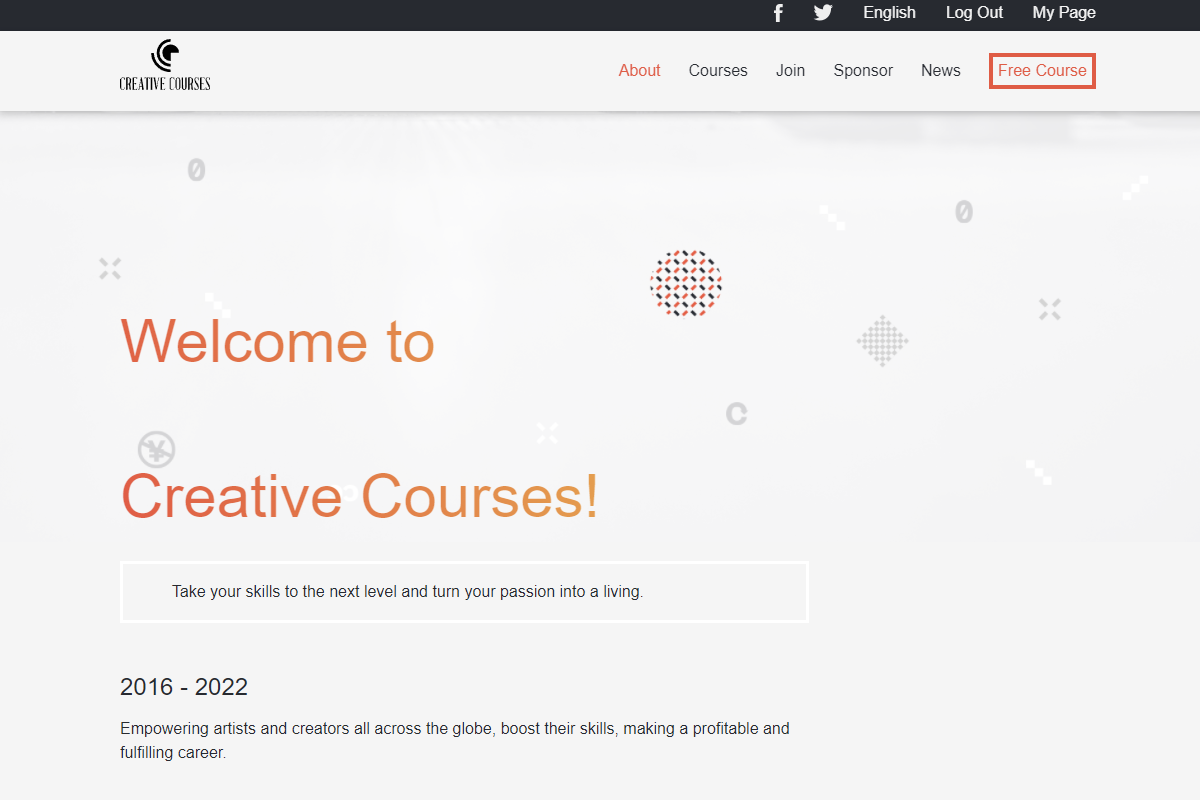 English Log Out My Page
CREATIVE COURSES
About Courses Join Sponsor News Free Course
0
0
Welcome to
C
¥
Creative Courses!
Take your skills to the next level and turn your passion into a living.
2016 - 2022
Empowering artists and creators all across the globe, boost their skills, making a profitable and
fulfilling career.